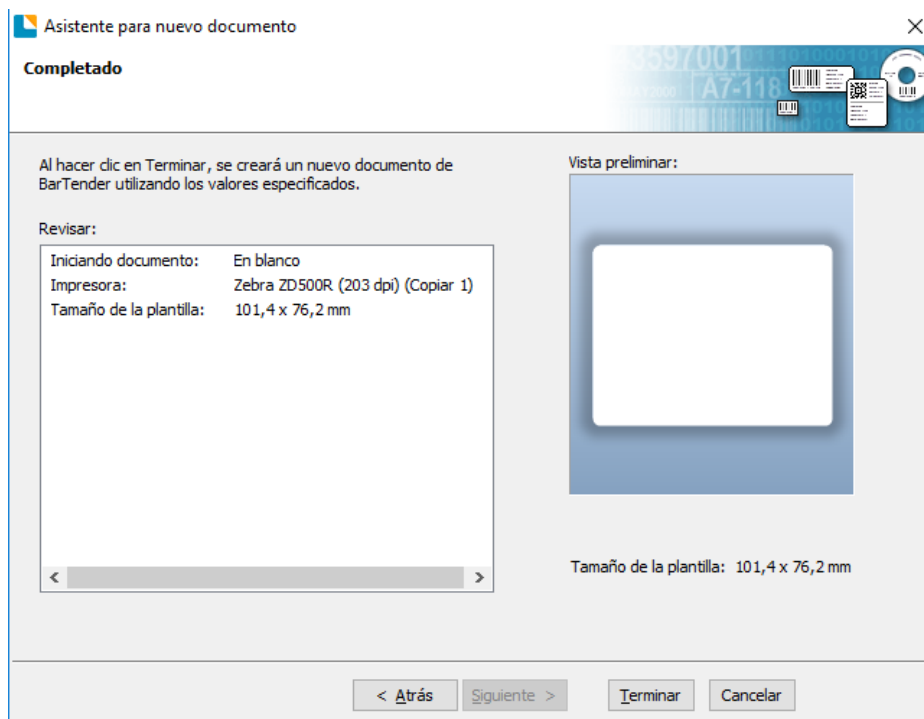 Asistente para nuevo documento
Completado
3597001
A7-118
Al hacer clic en Terminar, se creará un nuevo documento de
BarTender utilizando los valores especificados.
Revisar:
Iniciando documento: En blanco
Impresora: Zebra ZD500R (203 dpi) (Copiar 1)
Tamaño de la plantilla: 101,4 x 76,2 mm
Vista preliminar:
Tamaño de la plantilla: 101,4 x 76,2 mm
< Atrás
Siguiente >
Terminar
Cancelar